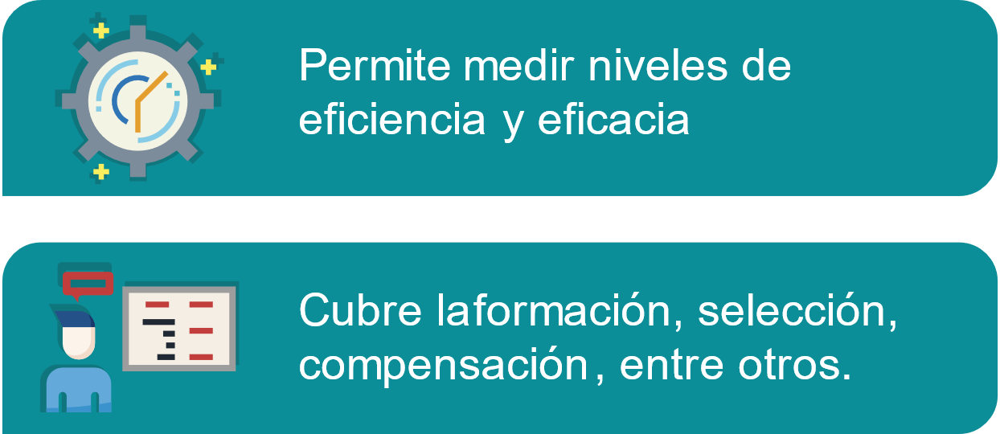 Permite medir niveles de
eficiencia y eficacia
Cubre laformación, selección,
compensación, entre otros.